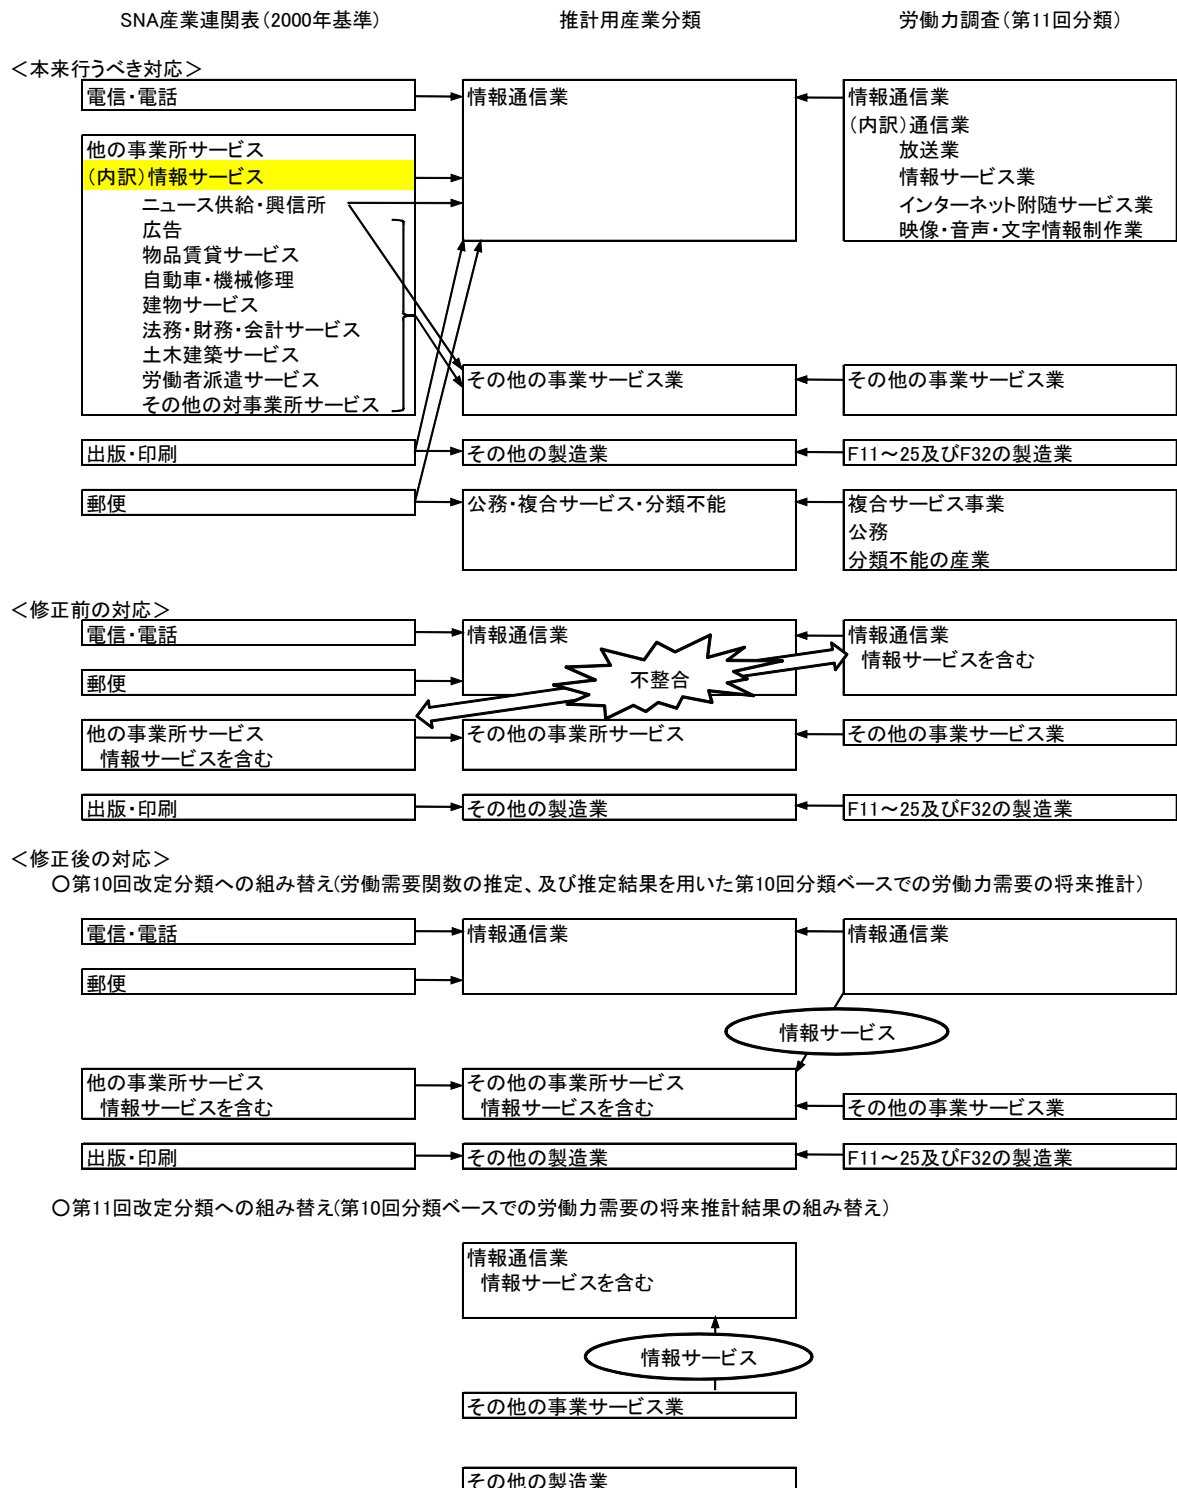 SNA産業連関表（2000年基準） 推計用産業分類 労働力調査（第11回分類）
＜本来行うべき対応＞
電信・電話 情報通信業 情報通信業
（内訳）通信業
他の事業所サービス 放送業
（内訳）情報サービス 情報サービス業
ニュース供給・興信所 インターネット附随サービス業
広告 映像・音声・文字情報制作業
物品賃貸サービス
自動車・機械修理
建物サービス
法務・財務・会計サービス
土木建築サービス
労働者派遣サービス その他の事業サービス業 その他の事業サービス業
その他の対事業所サービス
出版・印刷 その他の製造業 F11～25及びF32の製造業
郵便 公務・複合サービス・分類不能 複合サービス事業
公務
分類不能の産業
＜修正前の対応＞
電信・電話 情報通信業 情報通信業
情報サービスを含む
郵便 不整合
他の事業所サービス その他の事業所サービス その他の事業サービス業
情報サービスを含む
出版・印刷 その他の製造業 F11～25及びF32の製造業
＜修正後の対応＞
○第10回改定分類への組み替え(労働需要関数の推定、及び推定結果を用いた第10回分類ベースでの労働力需要の将来推計）
電信・電話 情報通信業 情報通信業
郵便
情報サービス
他の事業所サービス その他の事業所サービス
情報サービスを含む 情報サービスを含む その他の事業サービス業
出版・印刷 その他の製造業 F11～25及びF32の製造業
○第11回改定分類への組み替え(第10回分類ベースでの労働力需要の将来推計結果の組み替え）
情報通信業
情報サービスを含む
情報サービス
その他の事業サービス業
その他の製造業